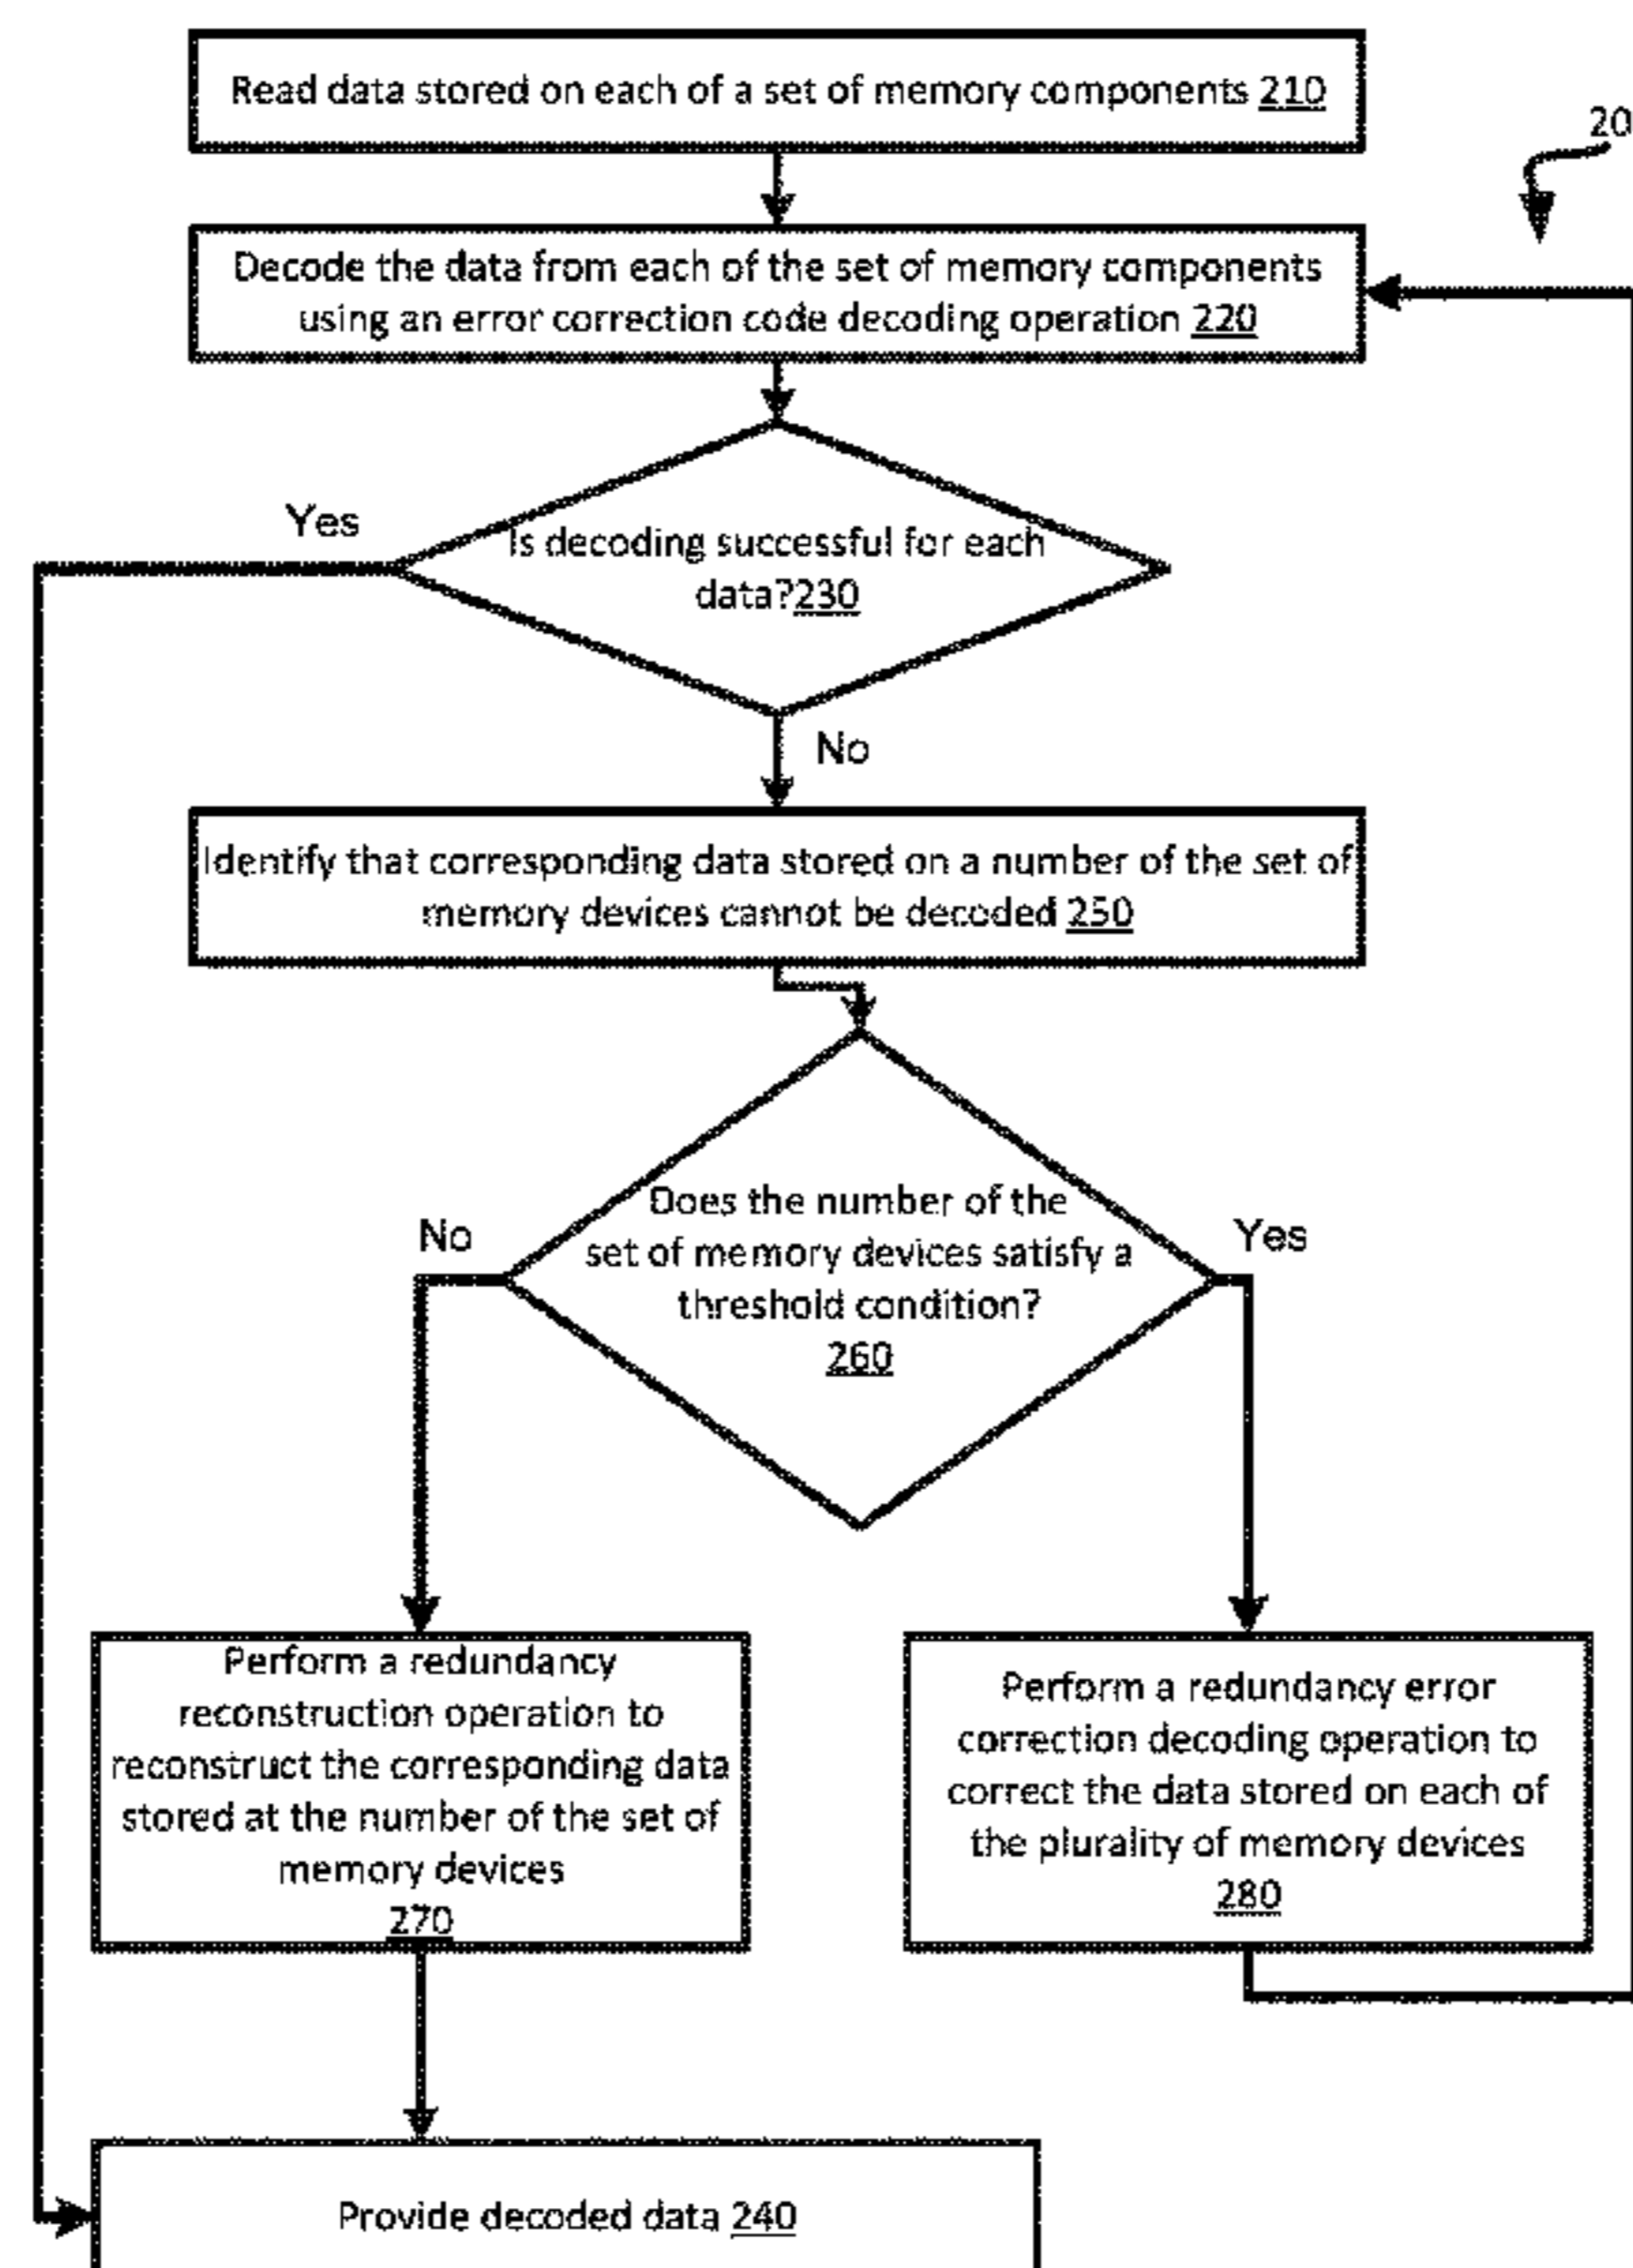 Read data stored on each of a set of memory components 210
20
Decode the data from each of the set of memory components
using an error correction code decoding operation 220
Yes
Is decoding successful for each
data?230
No
Identify that corresponding data stored on a number of the set of
memory devices cannot be decoded 250
Does the number of the
set of memory devices satisfy a
threshold condition?
260
No
Yes
Perform a redundancy
reconstruction operation to
reconstruct the corresponding data
stored at the number of the set of
memory devices
270
Perform a redundancy error
correction decoding operation to
correct the data stored on each of
the plurality of memory devices
280
Provide decoded data 240